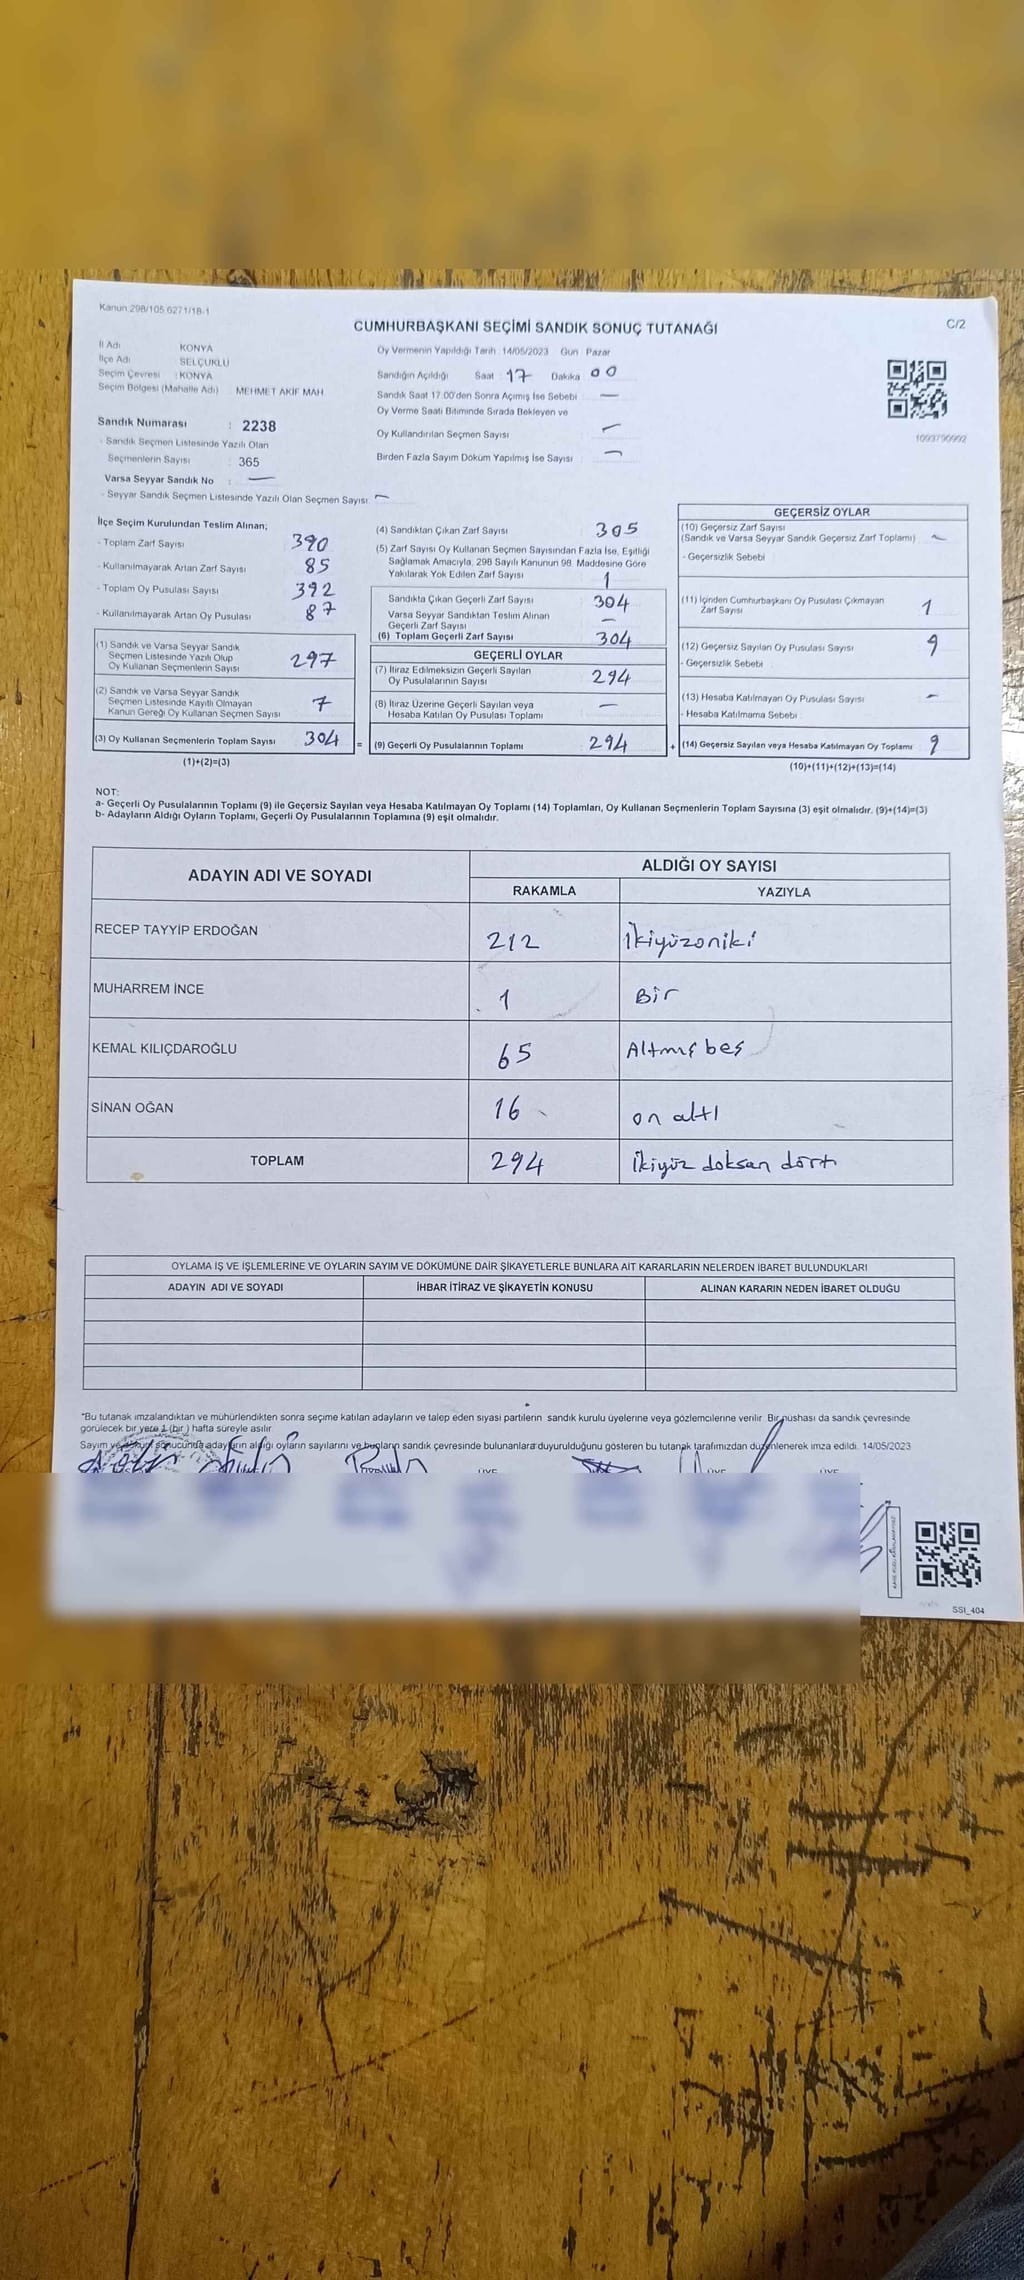 Kanun 298/105 6271/18-1
CUMHURBAŞKANI SEÇİMİ SANDIK SONUÇ TUTANAĞI
C/2
İl Adı KONYA
İlçe Adı SELÇUKLU
Seçim Çevresi : KONYA
Seçim Bölgesi (Mahalle Adı) MEHMET AKİF MAH
Oy Vermenin Yapıldığı Tarih : 14/05/2023 Gün : Pazar
Sandığın Açıldığı Saat : 17 Dakika 00
Sandık Saat 17.00'den Sonra Açımış İse Sebebi —
Oy Verme Saati Bitiminde Sırada Bekleyen ve
Oy Kullandırılan Seçmen Sayısı —
Birden Fazla Sayım Döküm Yapılmış İse Sayısı —
1093790992
Sandık Numarası : 2238
- Sandık Seçmen Listesinde Yazılı Olan
Seçmenlerin Sayısı : 365
Varsa Seyyar Sandık No : —
- Seyyar Sandık Seçmen Listesinde Yazılı Olan Seçmen Sayısı : —
İlçe Seçim Kurulundan Teslim Alınan;
- Toplam Zarf Sayısı 390
- Kullanılmayarak Artan Zarf Sayısı 85
- Toplam Oy Pusulası Sayısı 392
- Kullanılmayarak Artan Oy Pusulası 87
(1) Sandık ve Varsa Seyyar Sandık
Seçmen Listesinde Yazılı Olup
Oy Kullanan Seçmenlerin Sayısı 297
(2) Sandık ve Varsa Seyyar Sandık
Seçmen Listesinde Kayıtlı Olmayan
Kanun Gereği Oy Kullanan Seçmen Sayısı 7
(3) Oy Kullanan Seçmenlerin Toplam Sayısı 304 =
(1)+(2)=(3)
(4) Sandıktan Çıkan Zarf Sayısı 305
(5) Zarf Sayısı Oy Kullanan Seçmen Sayısından Fazla İse, Eşitliği
Sağlamak Amacıyla, 298 Sayılı Kanunun 98. Maddesine Göre
Yakılarak Yok Edilen Zarf Sayısı 1
Sandıkta Çıkan Geçerli Zarf Sayısı 304
Varsa Seyyar Sandıktan Teslim Alınan
Geçerli Zarf Sayısı —
(6) Toplam Geçerli Zarf Sayısı 304
GEÇERLİ OYLAR
(7) İtiraz Edilmeksizin Geçerli Sayılan
Oy Pusulalarının Sayısı 294
(8) İtiraz Üzerine Geçerli Sayılan veya
Hesaba Katılan Oy Pusulası Toplamı —
(9) Geçerli Oy Pusulalarının Toplamı 294 +
GEÇERSİZ OYLAR
(10) Geçersiz Zarf Sayısı
(Sandık ve Varsa Seyyar Sandık Geçersiz Zarf Toplamı) —
- Geçersizlik Sebebi
(11) İçinden Cumhurbaşkanı Oy Pusulası Çıkmayan
Zarf Sayısı 1
(12) Geçersiz Sayılan Oy Pusulası Sayısı 9
- Geçersizlik Sebebi
(13) Hesaba Katılmayan Oy Pusulası Sayısı —
- Hesaba Katılmama Sebebi
(14) Geçersiz Sayılan veya Hesaba Katılmayan Oy Toplamı 9
(10)+(11)+(12)+(13)=(14)
NOT:
a- Geçerli Oy Pusulalarının Toplamı (9) ile Geçersiz Sayılan veya Hesaba Katılmayan Oy Toplamı (14) Toplamları, Oy Kullanan Seçmenlerin Toplam Sayısına (3) eşit olmalıdır. (9)+(14)=(3)
b- Adayların Aldığı Oyların Toplamı, Geçerli Oy Pusulalarının Toplamına (9) eşit olmalıdır.
ADAYIN ADI VE SOYADI ALDIĞI OY SAYISI
RAKAMLA YAZIYLA
RECEP TAYYİP ERDOĞAN 212 İkiyüzoniki
MUHARREM İNCE 1 Bir
KEMAL KILIÇDAROĞLU 65 Altmış beş
SİNAN OĞAN 16 on altı
TOPLAM 294 İkiyüz doksan dört
OYLAMA İŞ VE İŞLEMLERİNE VE OYLARIN SAYIM VE DÖKÜMÜNE DAİR ŞİKAYETLERLE BUNLARA AİT KARARLARIN NELERDEN İBARET BULUNDUKLARI
ADAYIN ADI VE SOYADI İHBAR İTİRAZ VE ŞİKAYETİN KONUSU ALINAN KARARIN NEDEN İBARET OLDUĞU
*Bu tutanak imzalandıktan ve mühürlendikten sonra seçime katılan adayların ve talep eden siyasi partilerin sandık kurulu üyelerine veya gözlemcilerine verilir. Bir nüshası da sandık çevresinde
görülecek bir yere 1 (bir) hafta süreyle asılır
Sayım ve döküm sonucunda adayların aldığı oyların sayılarını ve bunların sandık çevresinde bulunanlara duyurulduğunu gösteren bu tutanak tarafımızdan düzenlenerek imza edildi. 14/05/2023
ÜYE ÜYE ÜYE
SSİ_404